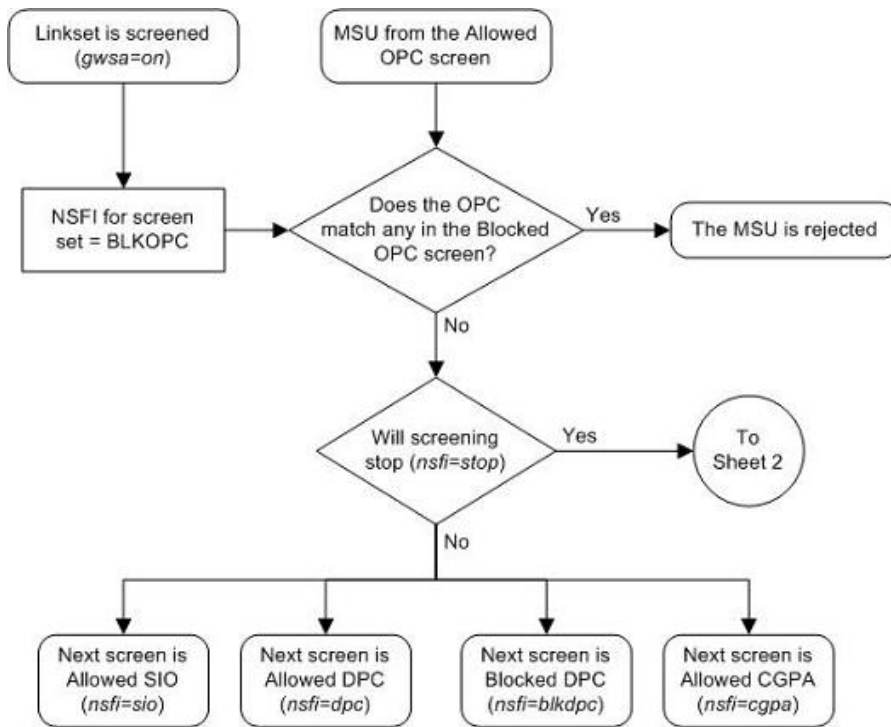 Linkset is screened
(gwsa=on)
MSU from the Allowed
OPC screen
NSFI for screen
set = BLKOPC
Does the OPC
match any in the Blocked
OPC screen?
Yes
The MSU is rejected
No
Will screening
stop (nsfi=stop)
Yes
To
Sheet 2
No
Next screen is
Allowed SIO
(nsfi=sio)
Next screen is
Allowed DPC
(nsfi=dpc)
Next screen is
Blocked DPC
(nsfi=blkdpc)
Next screen is
Allowed CGPA
(nsfi=cgpa)